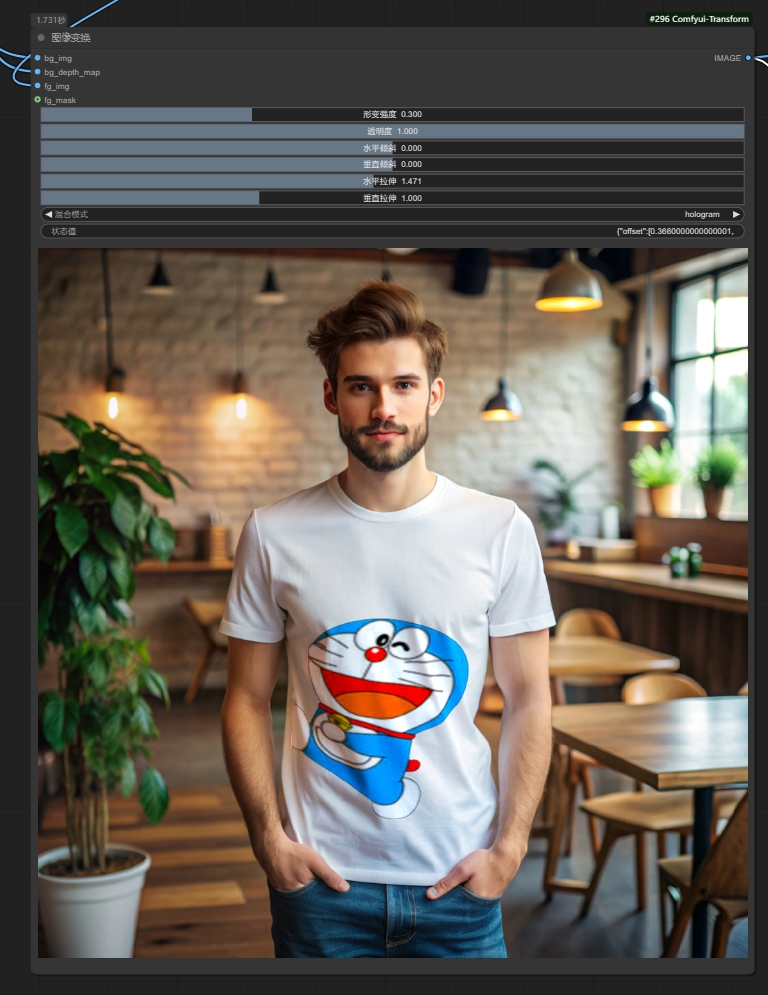 1.731秒
#296 Comfyui-Transform
图像变换
bg_img
IMAGE
bg_depth_map
fg_img
fg_mask
形变强度 0.300
透明度 1.000
水平倾斜 0.000
垂直倾斜 0.000
水平拉伸 1.471
垂直拉伸 1.000
混合模式 hologram
状态值 {"offset":[0.3660000000000001,